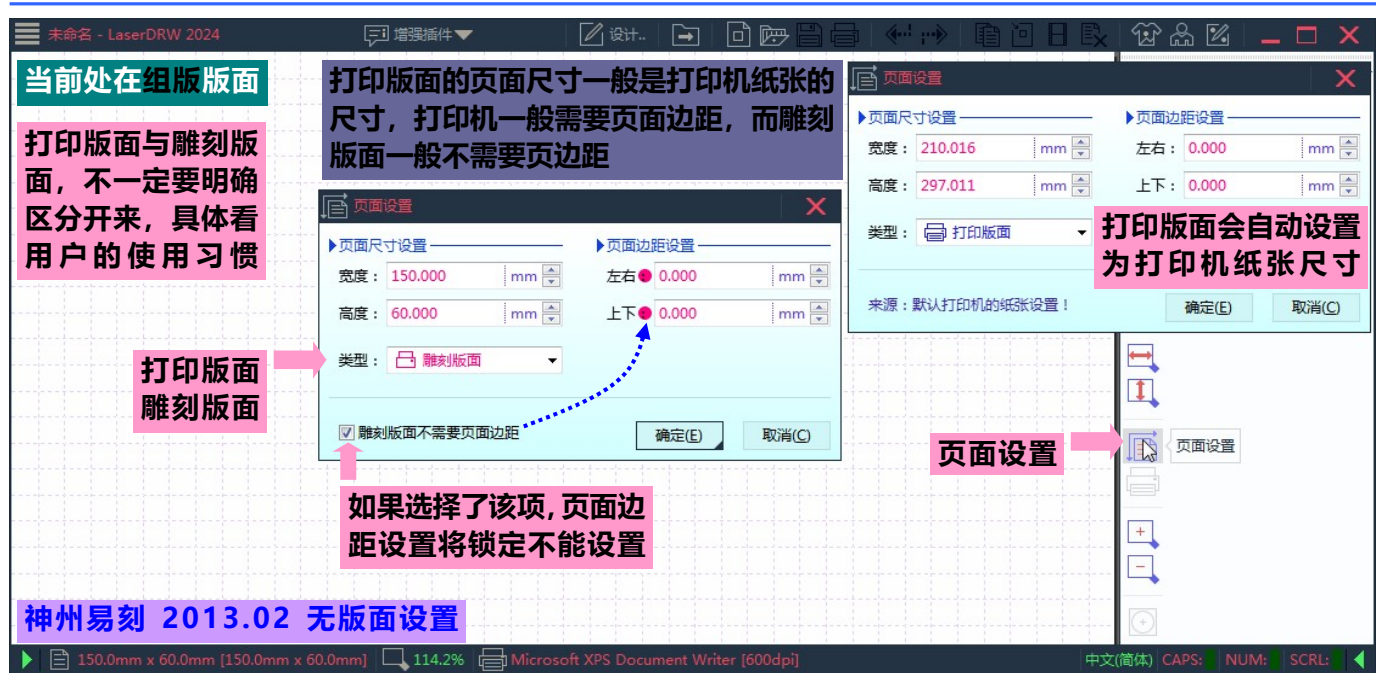 未命名 - LaserDRW 2024
增强插件
设计..
当前处在组版版面
打印版面与雕刻版
面，不一定要明确
区分开来，具体看
用户的使用习惯
打印版面的页面尺寸一般是打印机纸张的
尺寸，打印机一般需要页面边距，而雕刻
版面一般不需要页边距
页面设置
页面尺寸设置
页面边距设置
宽度： 210.016 mm
左右： 0.000 mm
高度： 297.011 mm
上下： 0.000 mm
类型： 打印版面
打印版面会自动设置
为打印机纸张尺寸
来源：默认打印机的纸张设置！
确定(E)
取消(C)
页面设置
页面尺寸设置
页面边距设置
宽度： 150.000 mm
左右： 0.000 mm
高度： 60.000 mm
上下： 0.000 mm
类型： 雕刻版面
雕刻版面不需要页面边距
确定(E)
取消(C)
打印版面
雕刻版面
如果选择了该项,页面边
距设置将锁定不能设置
页面设置
页面设置
神州易刻 2013.02 无版面设置
150.0mm x 60.0mm [150.0mm x 60.0mm]
114.2%
Microsoft XPS Document Writer [600dpi]
中文(简体) CAPS: NUM: SCRL: